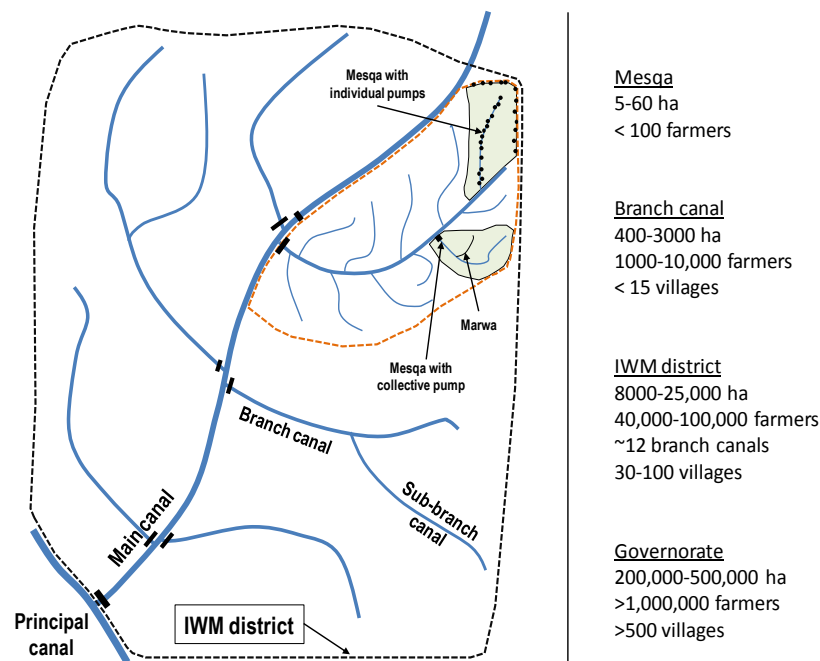 Mesqa with
individual pumps
Marwa
Mesqa with
collective pump
Branch canal
Sub-branch
canal
Main canal
Principal
canal
IWM district
Mesqa
5-60 ha
< 100 farmers
Branch canal
400-3000 ha
1000-10,000 farmers
< 15 villages
IWM district
8000-25,000 ha
40,000-100,000 farmers
~12 branch canals
30-100 villages
Governorate
200,000-500,000 ha
>1,000,000 farmers
>500 villages